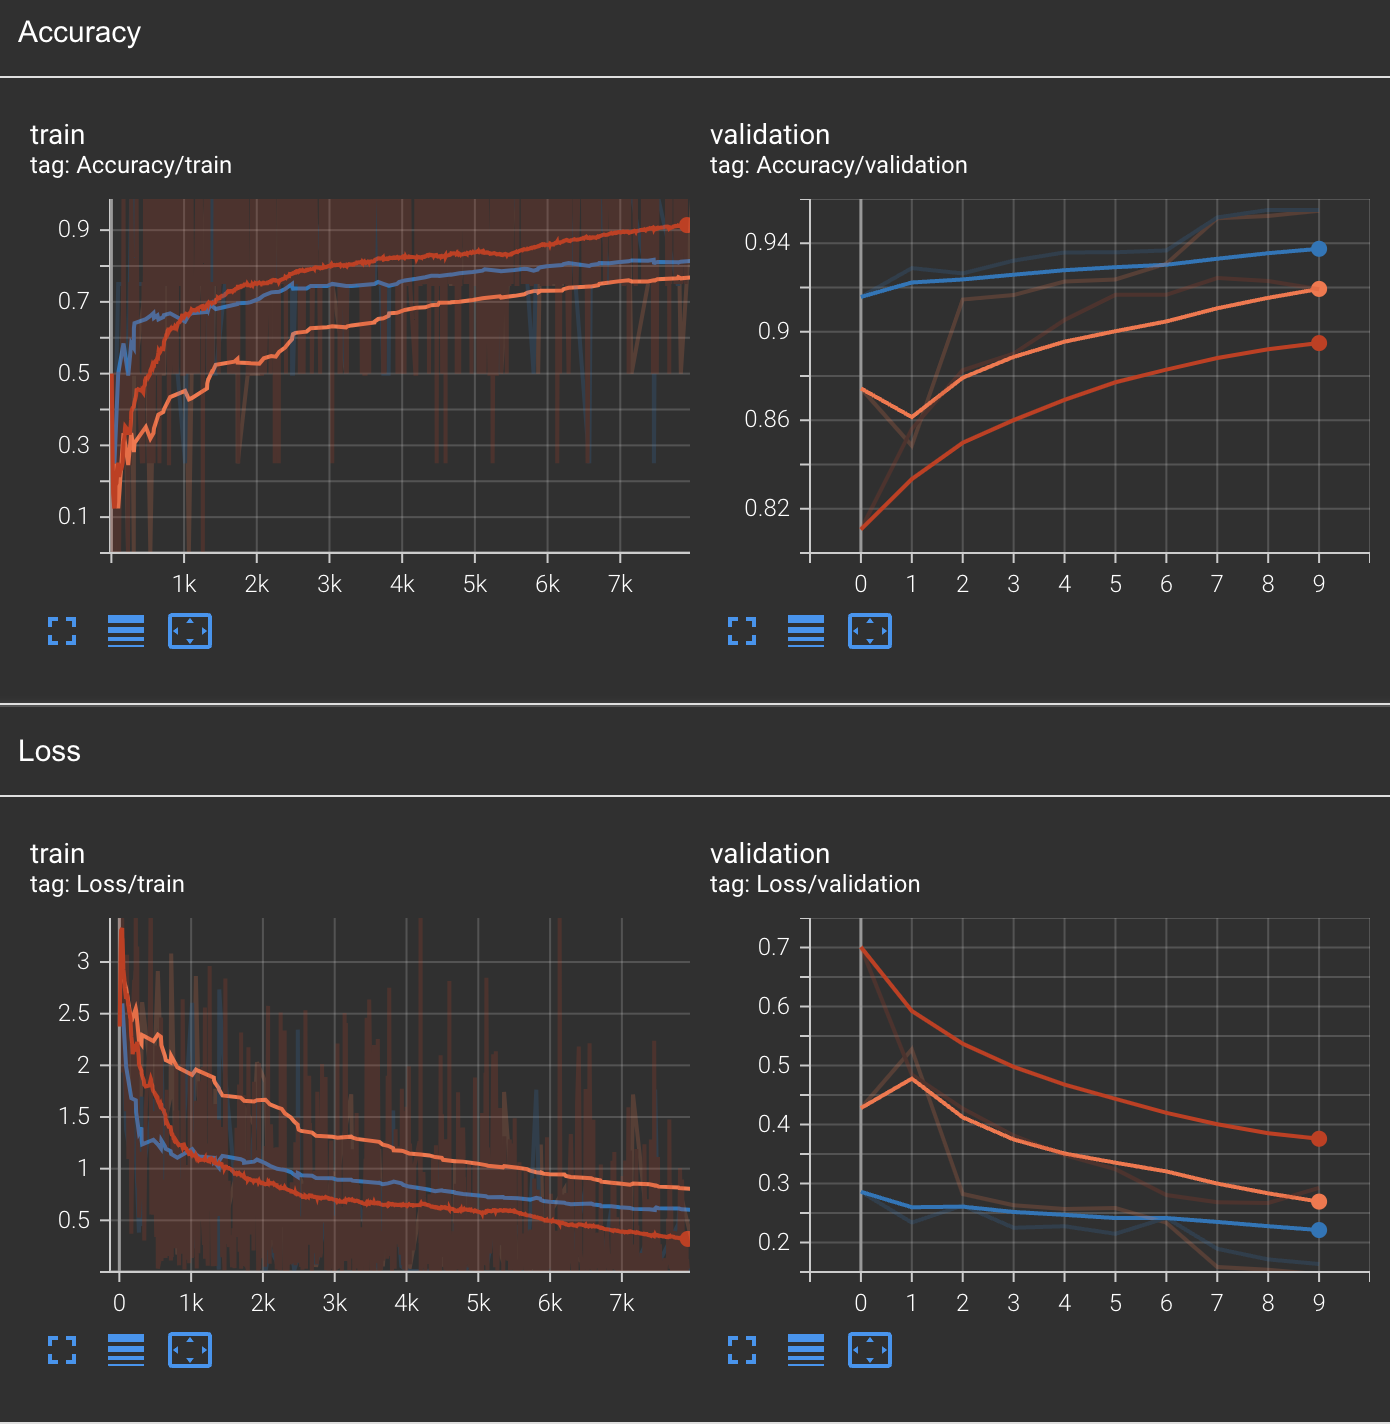 Accuracy
train
tag: Accuracy/train
0.9
0.7
0.5
0.3
0.1
1k 2k 3k 4k 5k 6k 7k
validation
tag: Accuracy/validation
0.94
0.9
0.86
0.82
0 1 2 3 4 5 6 7 8 9
Loss
train
tag: Loss/train
3
2.5
2
1.5
1
0.5
0 1k 2k 3k 4k 5k 6k 7k
validation
tag: Loss/validation
0.7
0.6
0.5
0.4
0.3
0.2
0 1 2 3 4 5 6 7 8 9